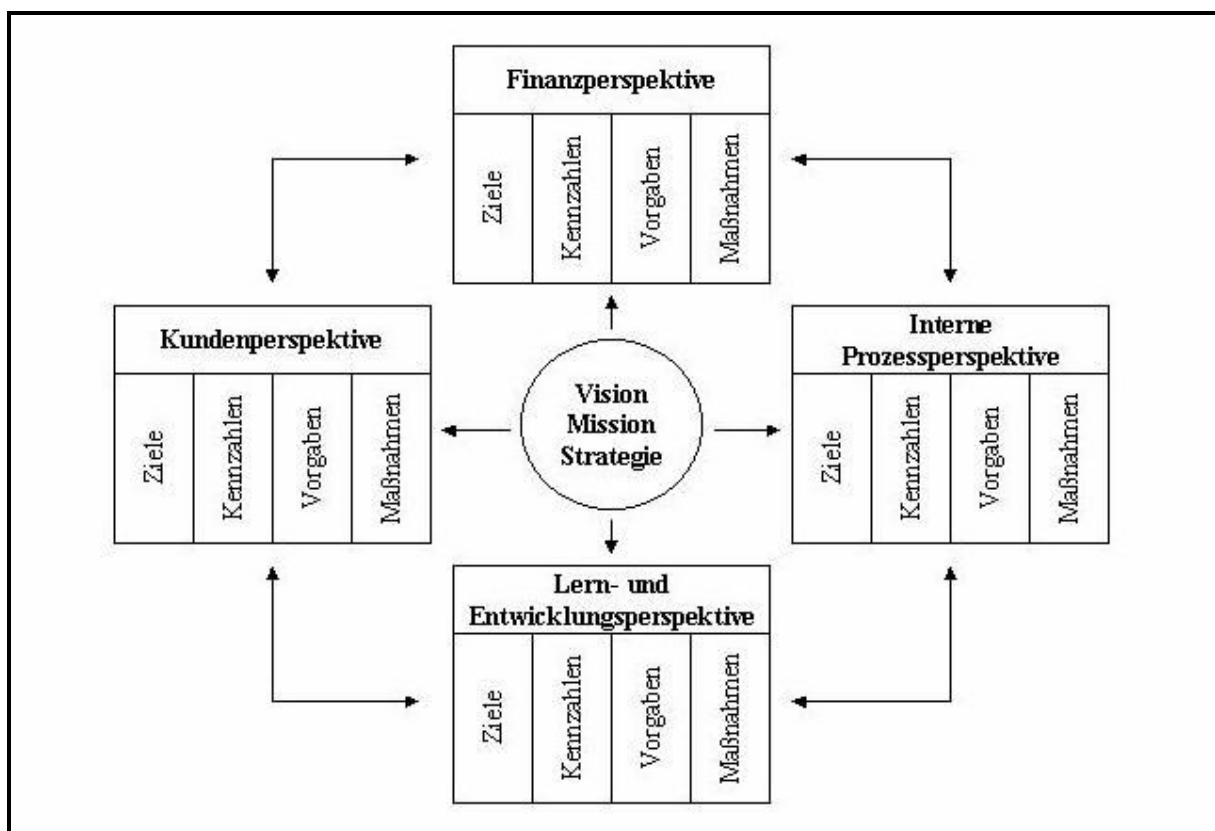 Finanzperspektive
Ziele
Kennzahlen
Vorgaben
Maßnahmen
Kundenperspektive
Ziele
Kennzahlen
Vorgaben
Maßnahmen
Vision
Mission
Strategie
Interne
Prozessperspektive
Ziele
Kennzahlen
Vorgaben
Maßnahmen
Lern- und
Entwicklungsperspektive
Ziele
Kennzahlen
Vorgaben
Maßnahmen